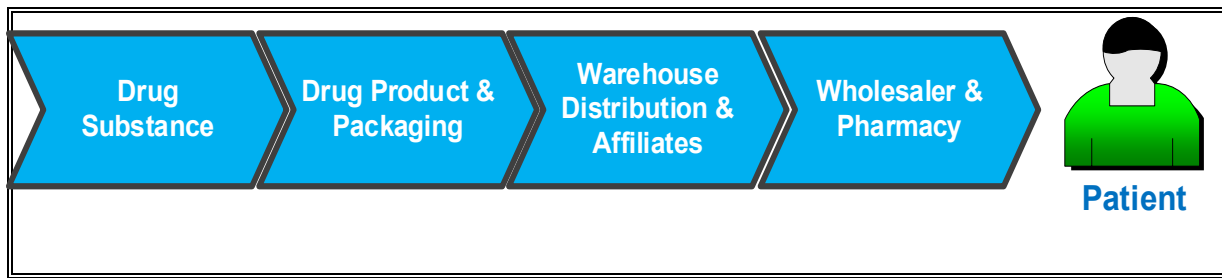 Drug
Substance
Drug Product &
Packaging
Warehouse
Distribution &
Affiliates
Wholesaler &
Pharmacy
Patient